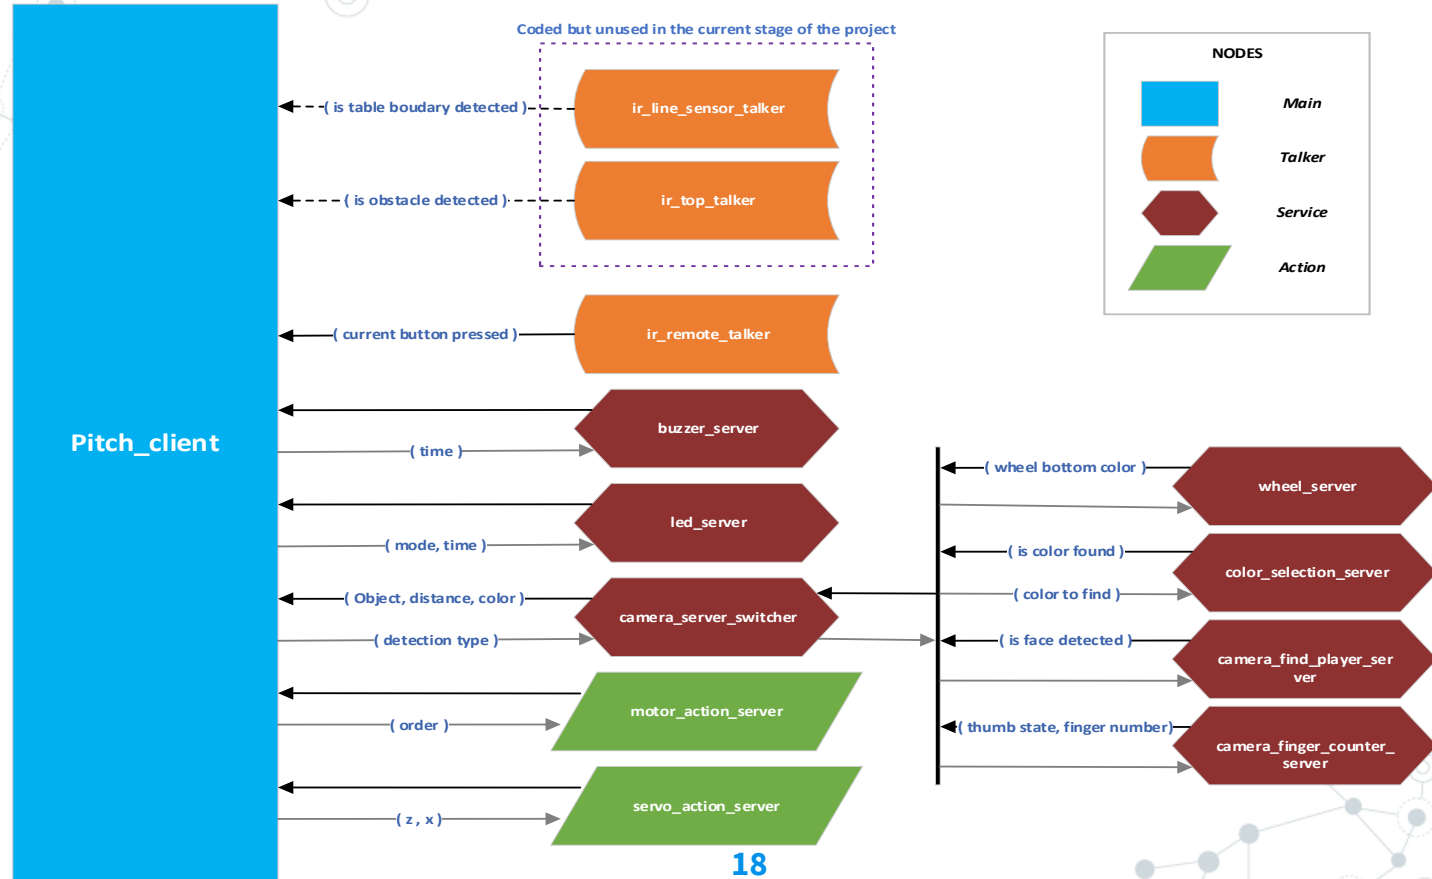 Coded but unused in the current stage of the project
NODES
Main
Talker
Service
Action
Pitch_client
( is table boudary detected )
ir_line_sensor_talker
( is obstacle detected )
ir_top_talker
( current button pressed )
ir_remote_talker
buzzer_server
( time )
led_server
( mode, time )
( Object, distance, color )
camera_server_switcher
( detection type )
motor_action_server
( order )
servo_action_server
( z , x )
( wheel bottom color )
wheel_server
( is color found )
color_selection_server
( color to find )
( is face detected )
camera_find_player_ser
ver
( thumb state, finger number)
camera_finger_counter_
server
18